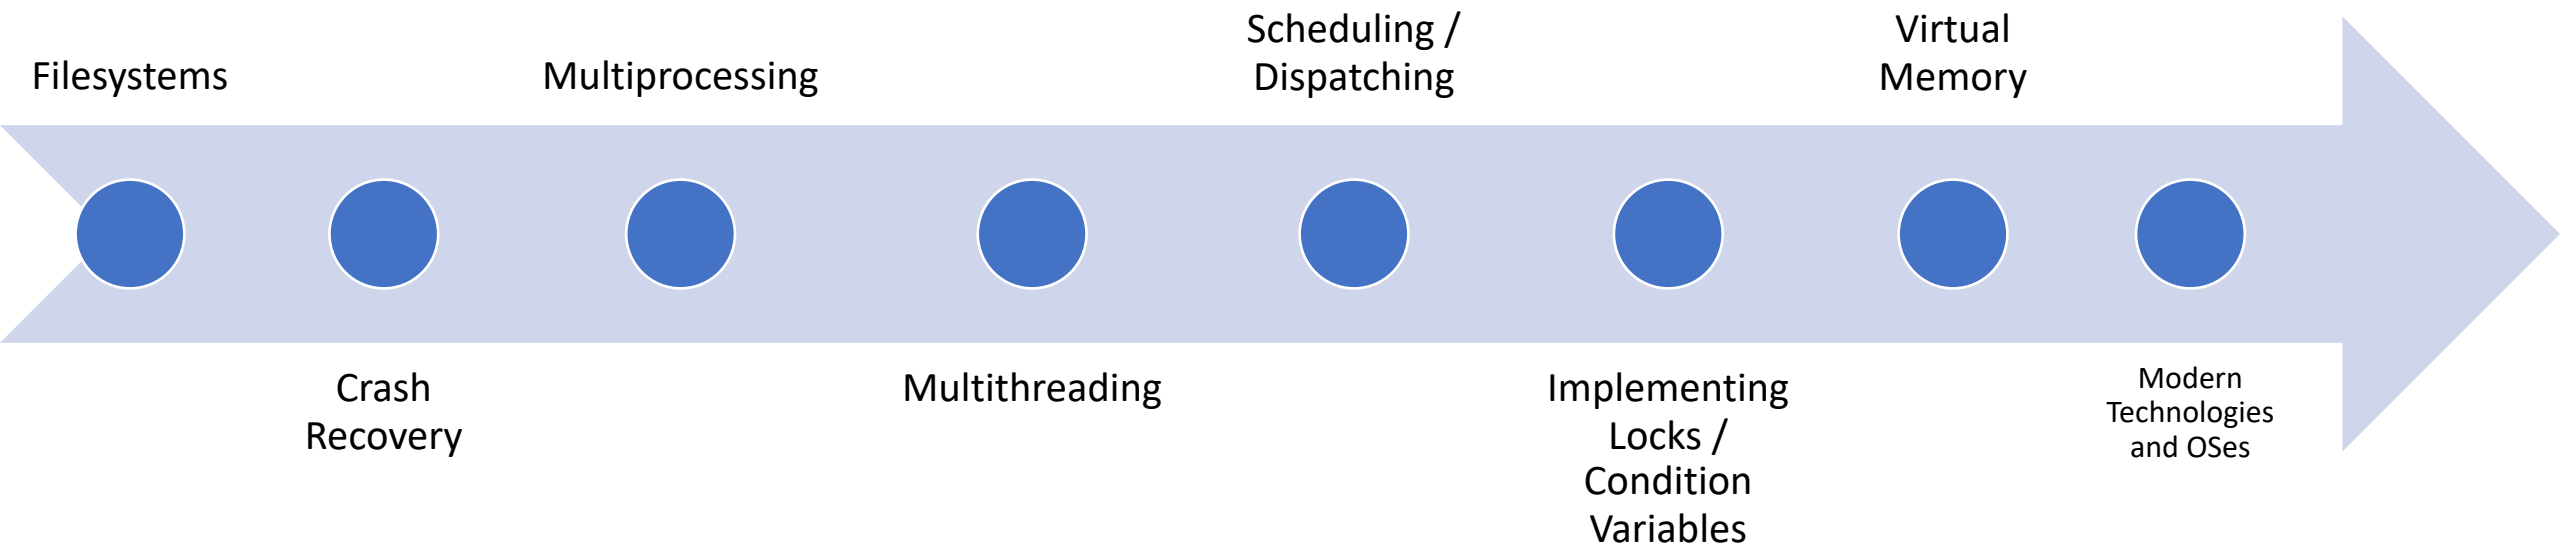 Filesystems
Crash
Recovery
Multiprocessing
Multithreading
Scheduling /
Dispatching
Implementing
Locks /
Condition
Variables
Virtual
Memory
Modern
Technologies
and OSes